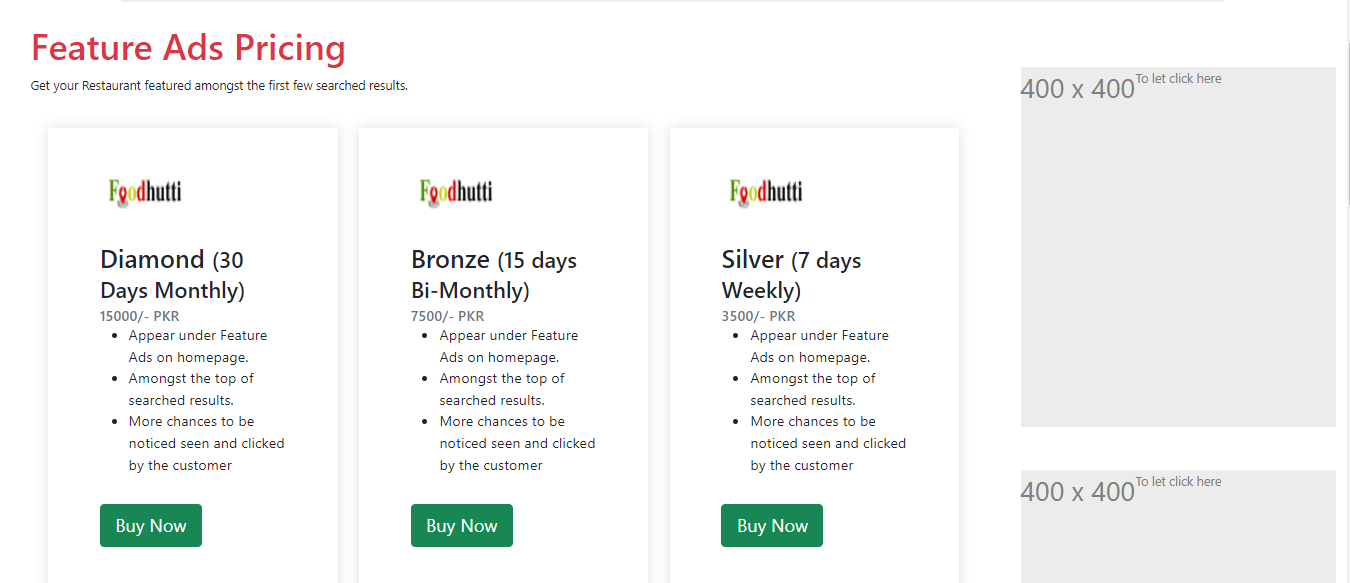 Feature Ads Pricing
Get your Restaurant featured amongst the first few searched results.
Foodhutti
Diamond (30
Days Monthly)
15000/- PKR
• Appear under Feature
Ads on homepage.
• Amongst the top of
searched results.
• More chances to be
noticed seen and clicked
by the customer
Buy Now
Foodhutti
Bronze (15 days
Bi-Monthly)
7500/- PKR
• Appear under Feature
Ads on homepage.
• Amongst the top of
searched results.
• More chances to be
noticed seen and clicked
by the customer
Buy Now
Foodhutti
Silver (7 days
Weekly)
3500/- PKR
• Appear under Feature
Ads on homepage.
• Amongst the top of
searched results.
• More chances to be
noticed seen and clicked
by the customer
Buy Now
400 x 400 To let click here
400 x 400 To let click here